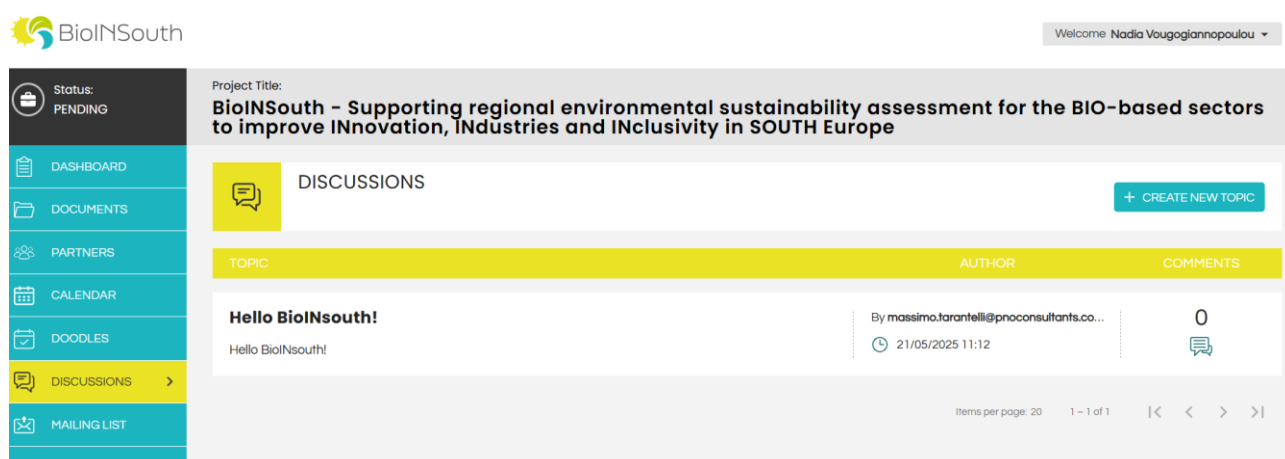 BioINSouth
Welcome Nadia Vougogiannopoulou
Status:
PENDING
Project Title:
BioINSouth - Supporting regional environmental sustainability assessment for the BIO-based sectors
to improve INnovation, INdustries and INclusivity in SOUTH Europe
DASHBOARD
DOCUMENTS
PARTNERS
CALENDAR
DOODLES
DISCUSSIONS
MAILING LIST
DISCUSSIONS
+ CREATE NEW TOPIC
TOPIC AUTHOR COMMENTS
Hello BioINsouth!
Hello BioINsouth!
By massimo.tarantelli@pnoconsultants.co...
21/05/2025 11:12
0
Items per page: 20 1 – 1 of 1